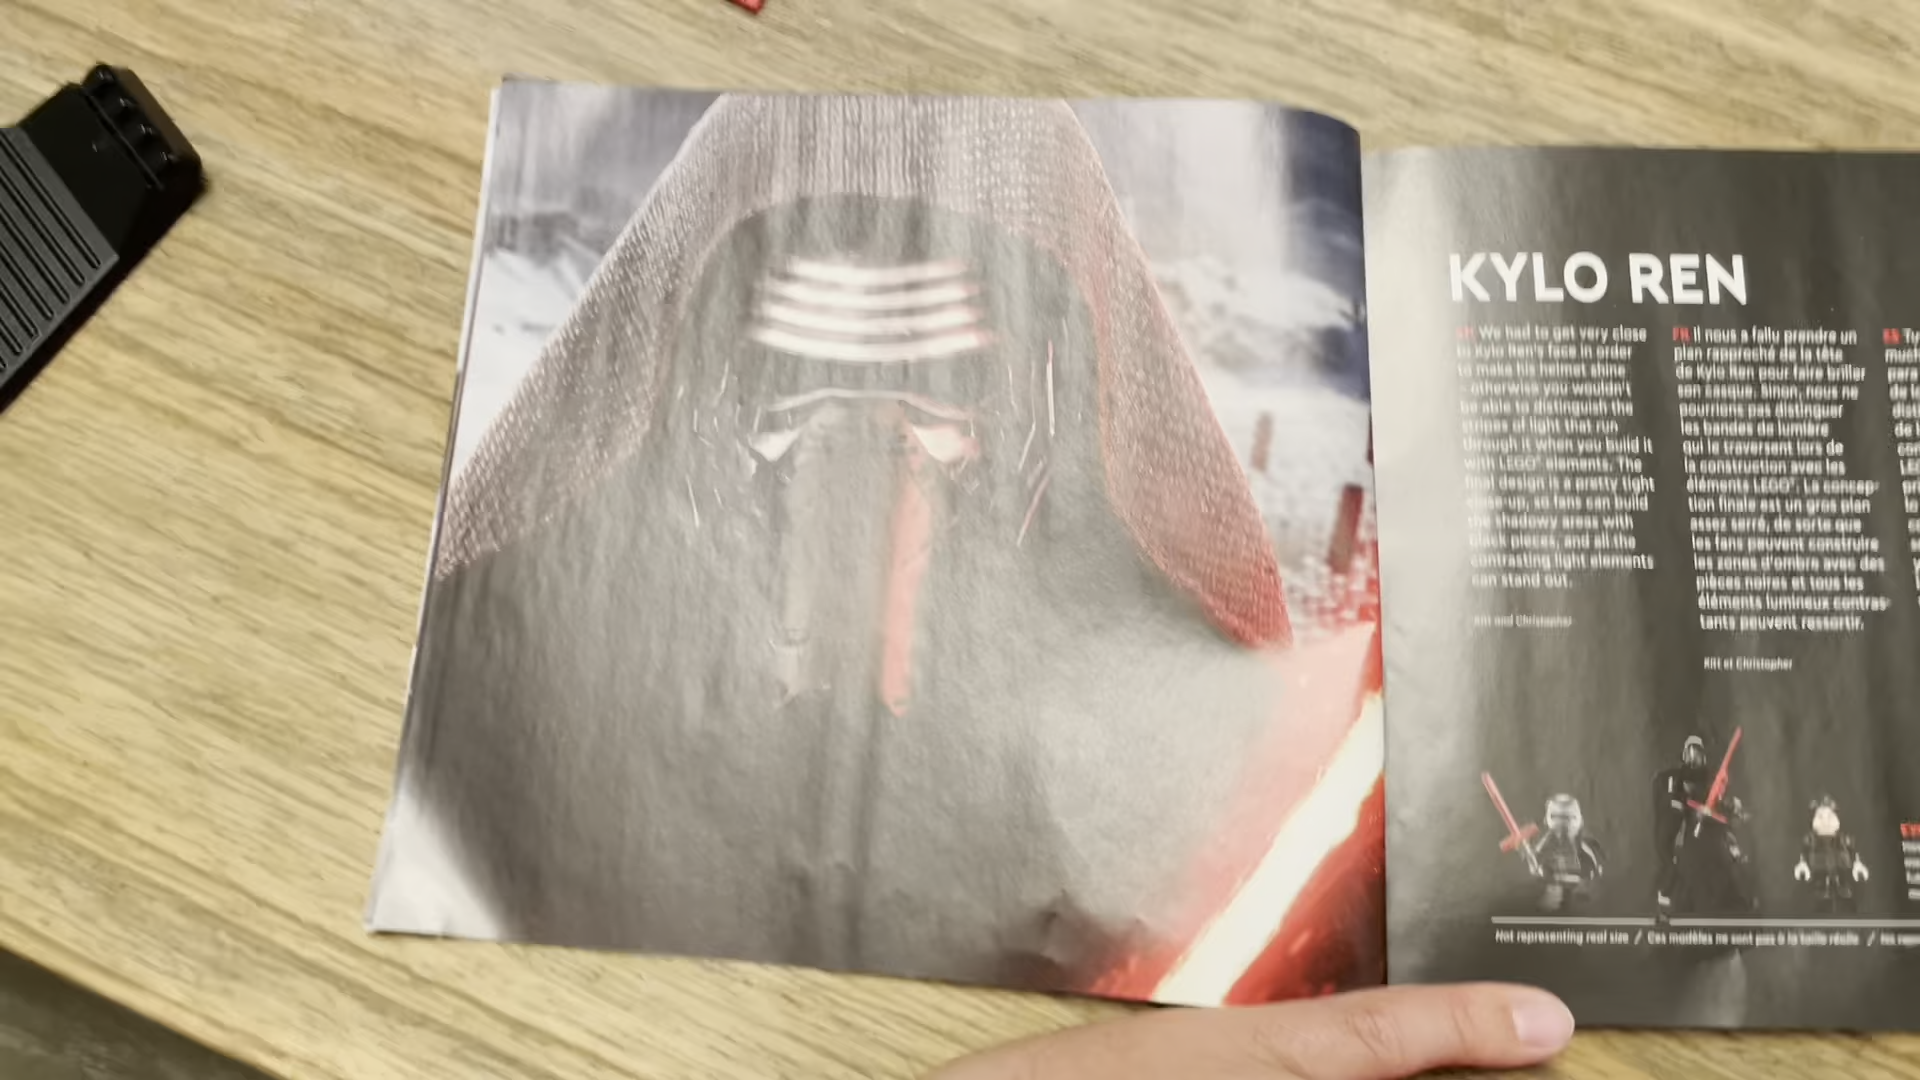 KYLO REN
We had to get very close
to Kylo Ren's face in order
to make his helmet shine
otherwise you wouldn't
be able to distinguish the
of light that run
through it when you build it
with LEGO® elements. The
final design is a pretty tight
so fans can build
the shadowy areas with
black pieces, and all the
contrasting light elements
can stand out.
Kitt and Christopher
FR Il nous a fallu prendre un
plan rapproché de la tête
de Kylo Ren pour faire briller
son casque. Sinon, nous ne
pourrions pas distinguer
les bandes de lumière
qui le traversent lors de
la construction avec les
éléments LEGO®. La concep-
tion finale est un gros plan
assez serré, de sorte que
les fans peuvent construire
les zones d'ombre avec des
pièces noires et tous les
éléments lumineux contras-
tants peuvent ressortir.
Kitt et Christopher
ES
Not representing real size / Ces modèles ne sont pas à la taille réelle /